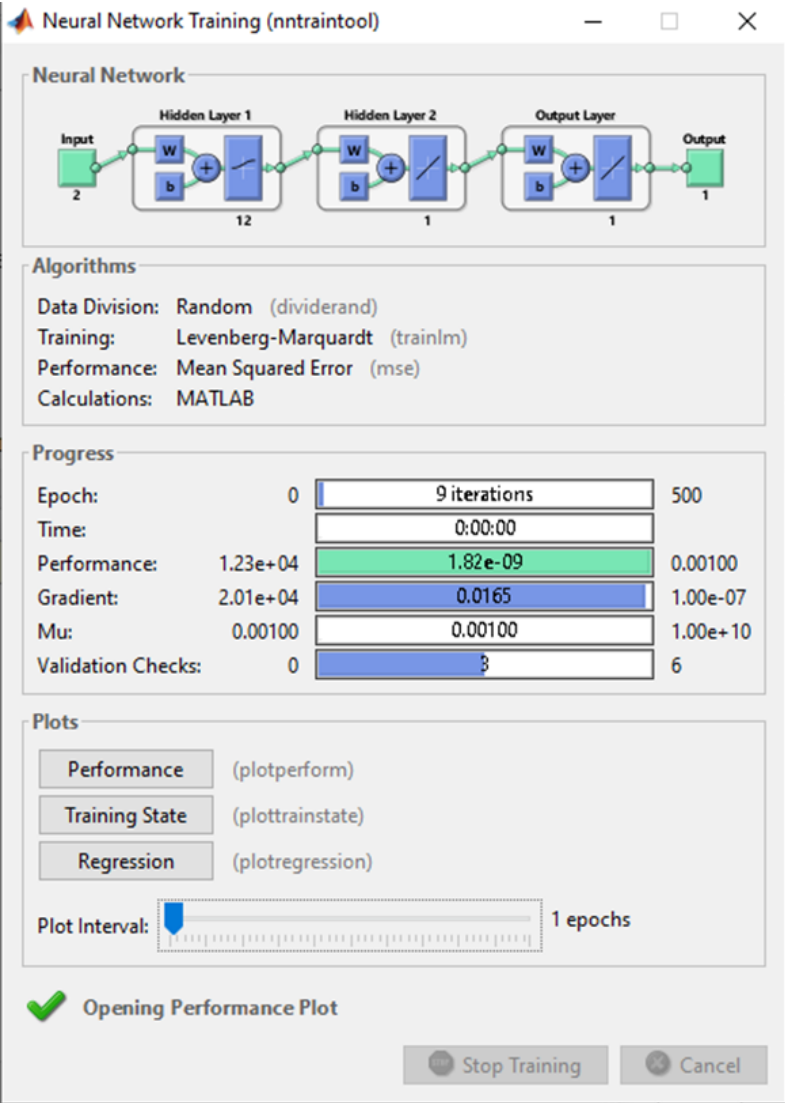 Neural Network Training (nntraintool)
Neural Network
Hidden Layer 1 Hidden Layer 2 Output Layer
Input Output
W W W
b b b
2 12 1 1 1
Algorithms
Data Division: Random (dividerand)
Training: Levenberg-Marquardt (trainlm)
Performance: Mean Squared Error (mse)
Calculations: MATLAB
Progress
Epoch: 0 9 iterations 500
Time: 0:00:00
Performance: 1.23e+04 1.82e-09 0.00100
Gradient: 2.01e+04 0.0165 1.00e-07
Mu: 0.00100 0.00100 1.00e+10
Validation Checks: 0 3 6
Plots
Performance (plotperform)
Training State (plottrainstate)
Regression (plotregression)
Plot Interval: 1 epochs
Opening Performance Plot
STOP Stop Training Cancel